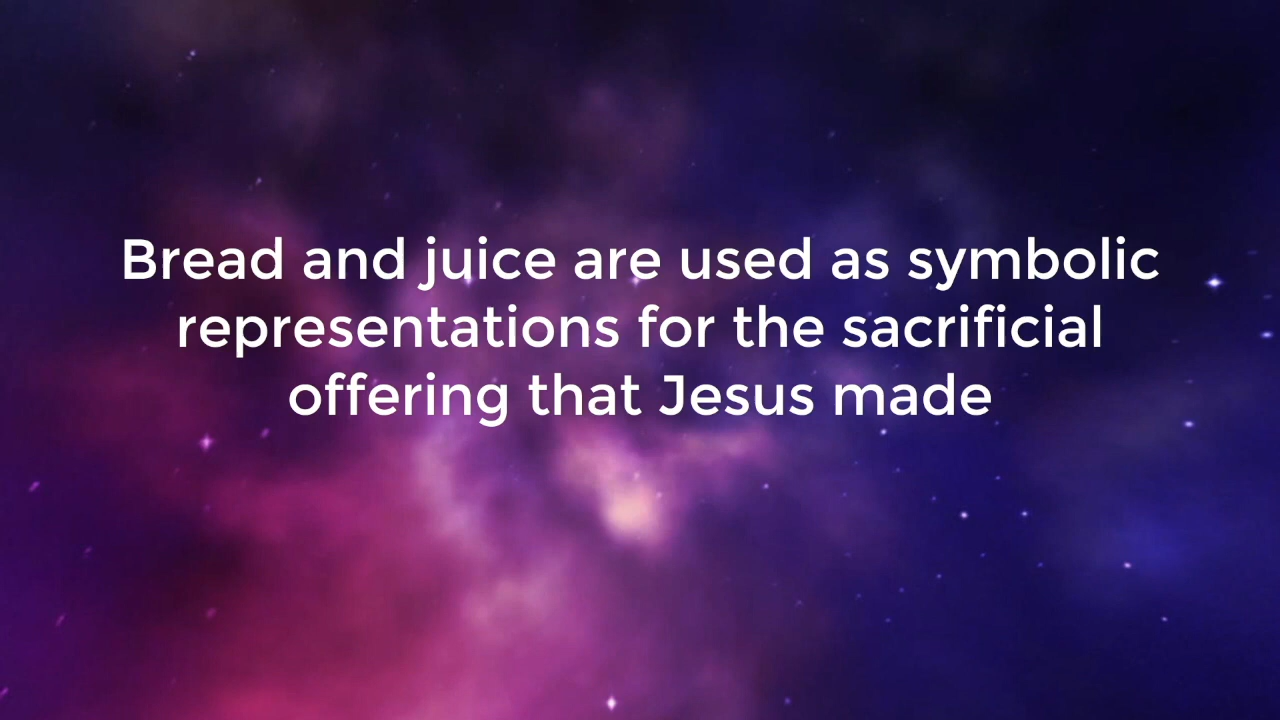 Bread and juice are used as symbolic
representations for the sacrificial
offering that Jesus made